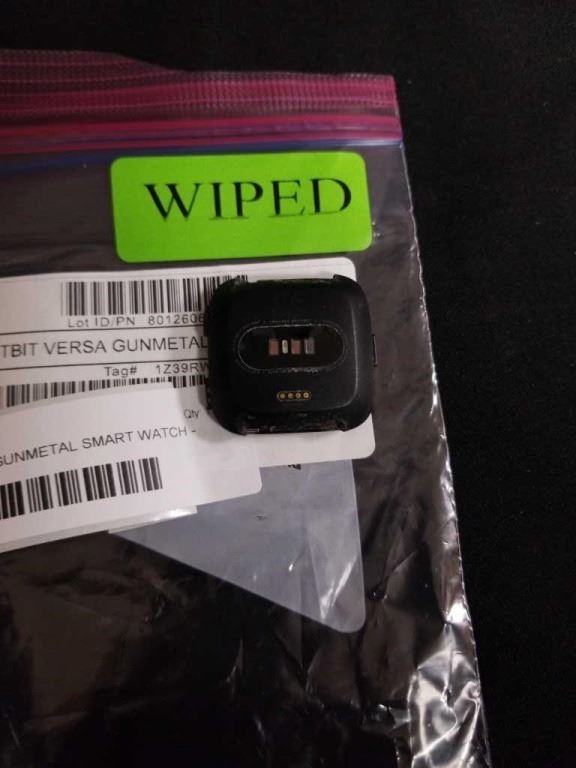 WIPED
Lot ID/PN
TBIT VERSA GUNMETAL
Tag#
Qty
GUNMETAL SMART WATCH -